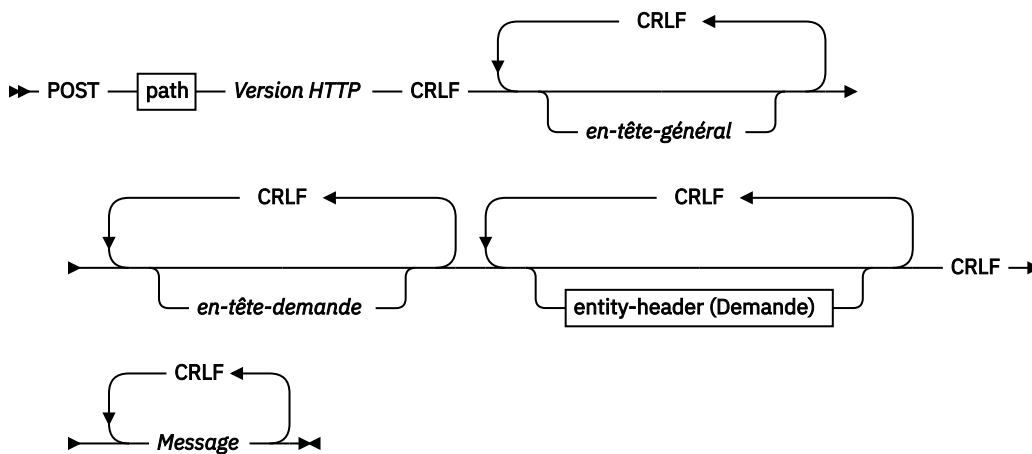 CRLF
POST path Version HTTP CRLF
en-tête-général
CRLF CRLF
CRLF
en-tête-demande entity-header (Demande)
CRLF
Message